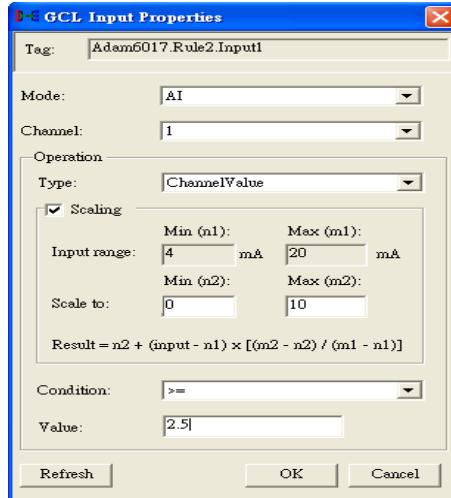 GCL Input Properties
Tag: Adam6017.Rule2.Input1
Mode: AI
Channel: 1
Operation
Type: ChannelValue
Scaling
Min (n1): Max (m1):
Input range: 4 mA 20 mA
Min (n2): Max (m2):
Scale to: 0 10
Result = n2 + (input - n1) x [(m2 - n2) / (m1 - n1)]
Condition: >=
Value: 2.5
Refresh OK Cancel